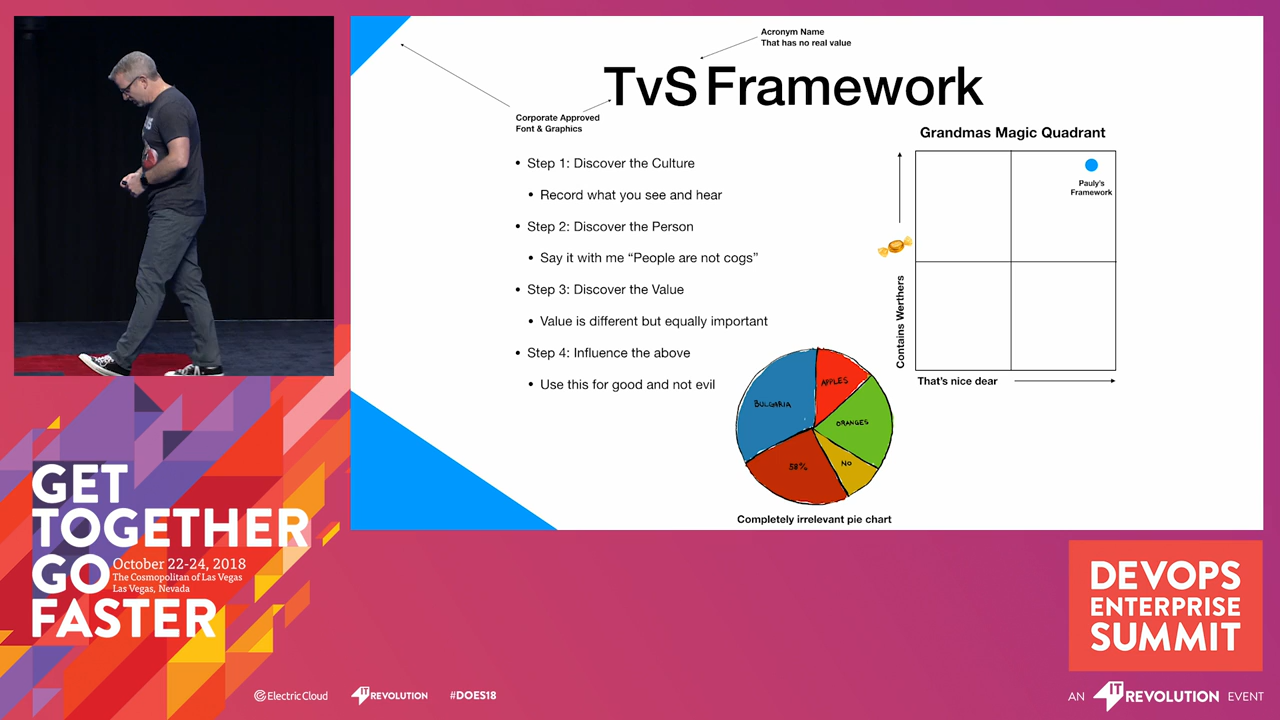 Acronym Name
That has no real value
TvS Framework
Corporate Approved
Font & Graphics
• Step 1: Discover the Culture
• Record what you see and hear
• Step 2: Discover the Person
• Say it with me “People are not cogs”
• Step 3: Discover the Value
• Value is different but equally important
• Step 4: Influence the above
• Use this for good and not evil
Grandmas Magic Quadrant
Pauly's
Framework
Contains Werthers
That's nice dear
BULGARIA
APPLES
ORANGES
NO
58%
Completely irrelevant pie chart
GET
TOGETHER
GO
FASTER
October 22-24, 2018
The Cosmopolitan of Las Vegas
Las Vegas, Nevada
ElectricCloud
IT REVOLUTION
#DOES18
DEVOPS
ENTERPRISE
SUMMIT
AN IT REVOLUTION EVENT